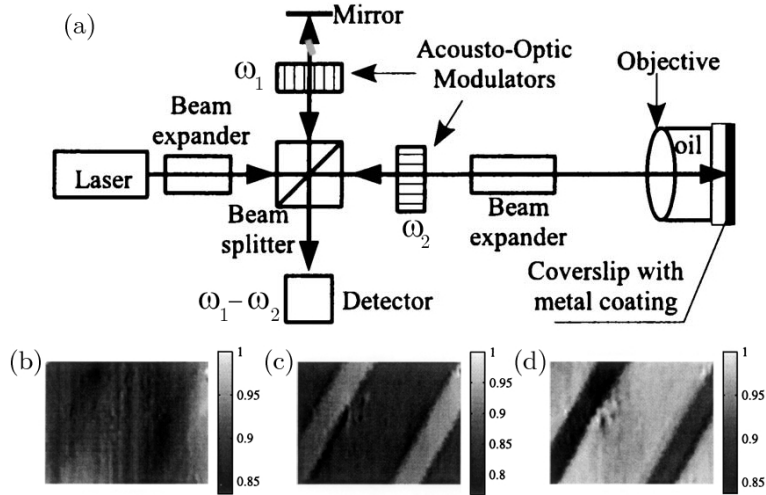 (a)
Mirror
ω₁
Acousto-Optic
Modulators
Objective
Beam
expander
oil
Laser
Beam
splitter
ω₂
Beam
expander
ω₁–ω₂
Detector
Coverslip with
metal coating
(b)
1
0.95
0.9
0.85
(c)
1
0.95
0.9
0.85
0.8
(d)
1
0.95
0.9
0.85